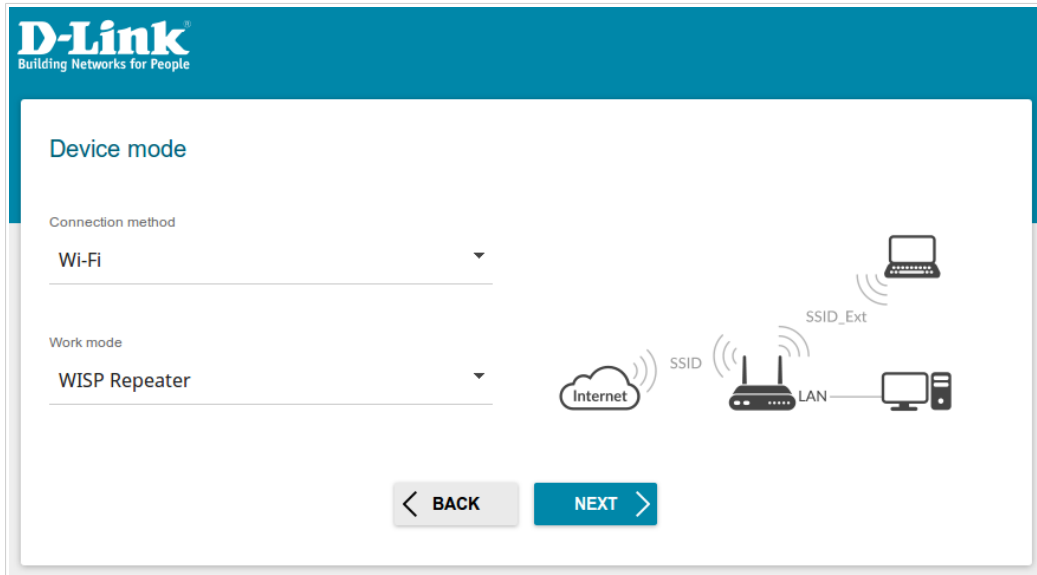 D-Link®
Building Networks for People
Device mode
Connection method
Wi-Fi
Work mode
WISP Repeater
SSID_Ext
SSID
Internet
LAN
BACK
NEXT